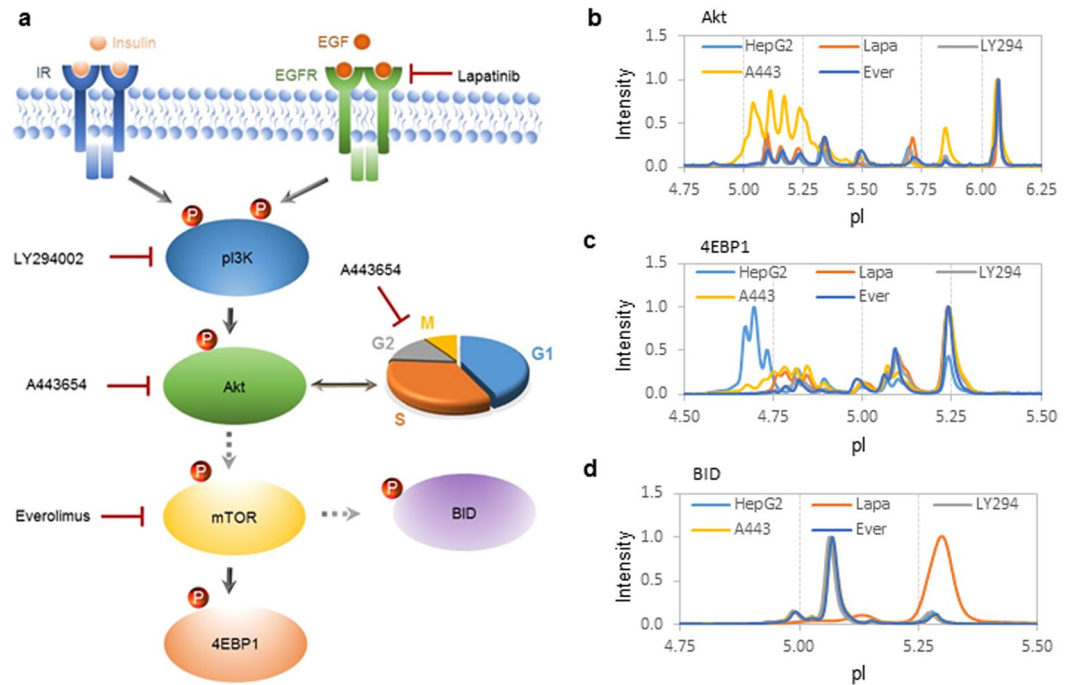 a
Insulin
EGF
IR
EGFR
Lapatinib
P
P
LY294002
pI3K
A443654
P
G2
M
G1
A443654
Akt
S
P
P
Everolimus
mTOR
BID
P
4EBP1
b
Akt
HepG2
Lapa
LY294
A443
Ever
Intensity
1.5
1.0
0.5
0.0
4.75
5.00
5.25
5.50
5.75
6.00
6.25
pI
c
4EBP1
HepG2
Lapa
LY294
A443
Ever
Intensity
1.5
1.0
0.5
0.0
4.50
4.75
5.00
5.25
5.50
pI
d
BID
HepG2
Lapa
LY294
A443
Ever
Intensity
1.5
1.0
0.5
0.0
4.75
5.00
5.25
5.50
pI